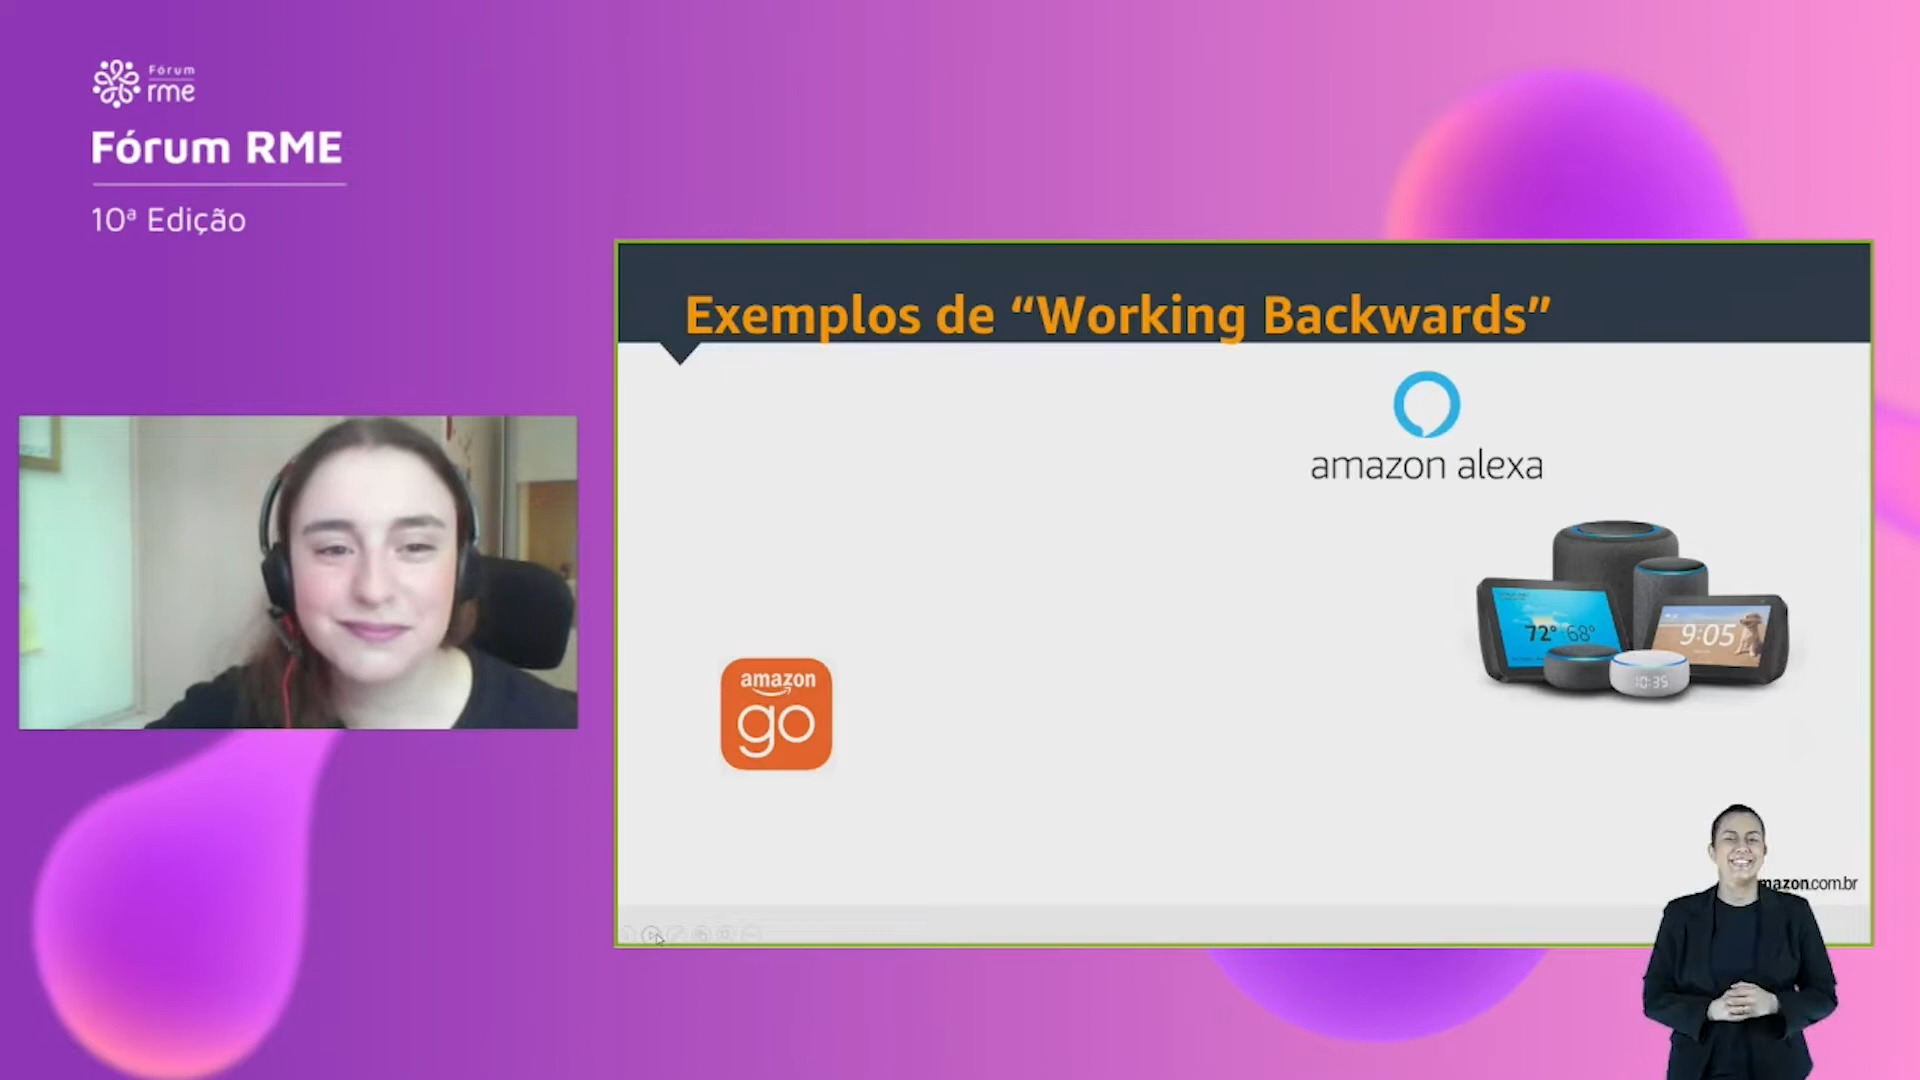 Fórum
rme
Fórum RME
10ª Edição
Exemplos de “Working Backwards”
amazon alexa
72° 68°
9:05
10:35
amazon
go
mazon.com.br